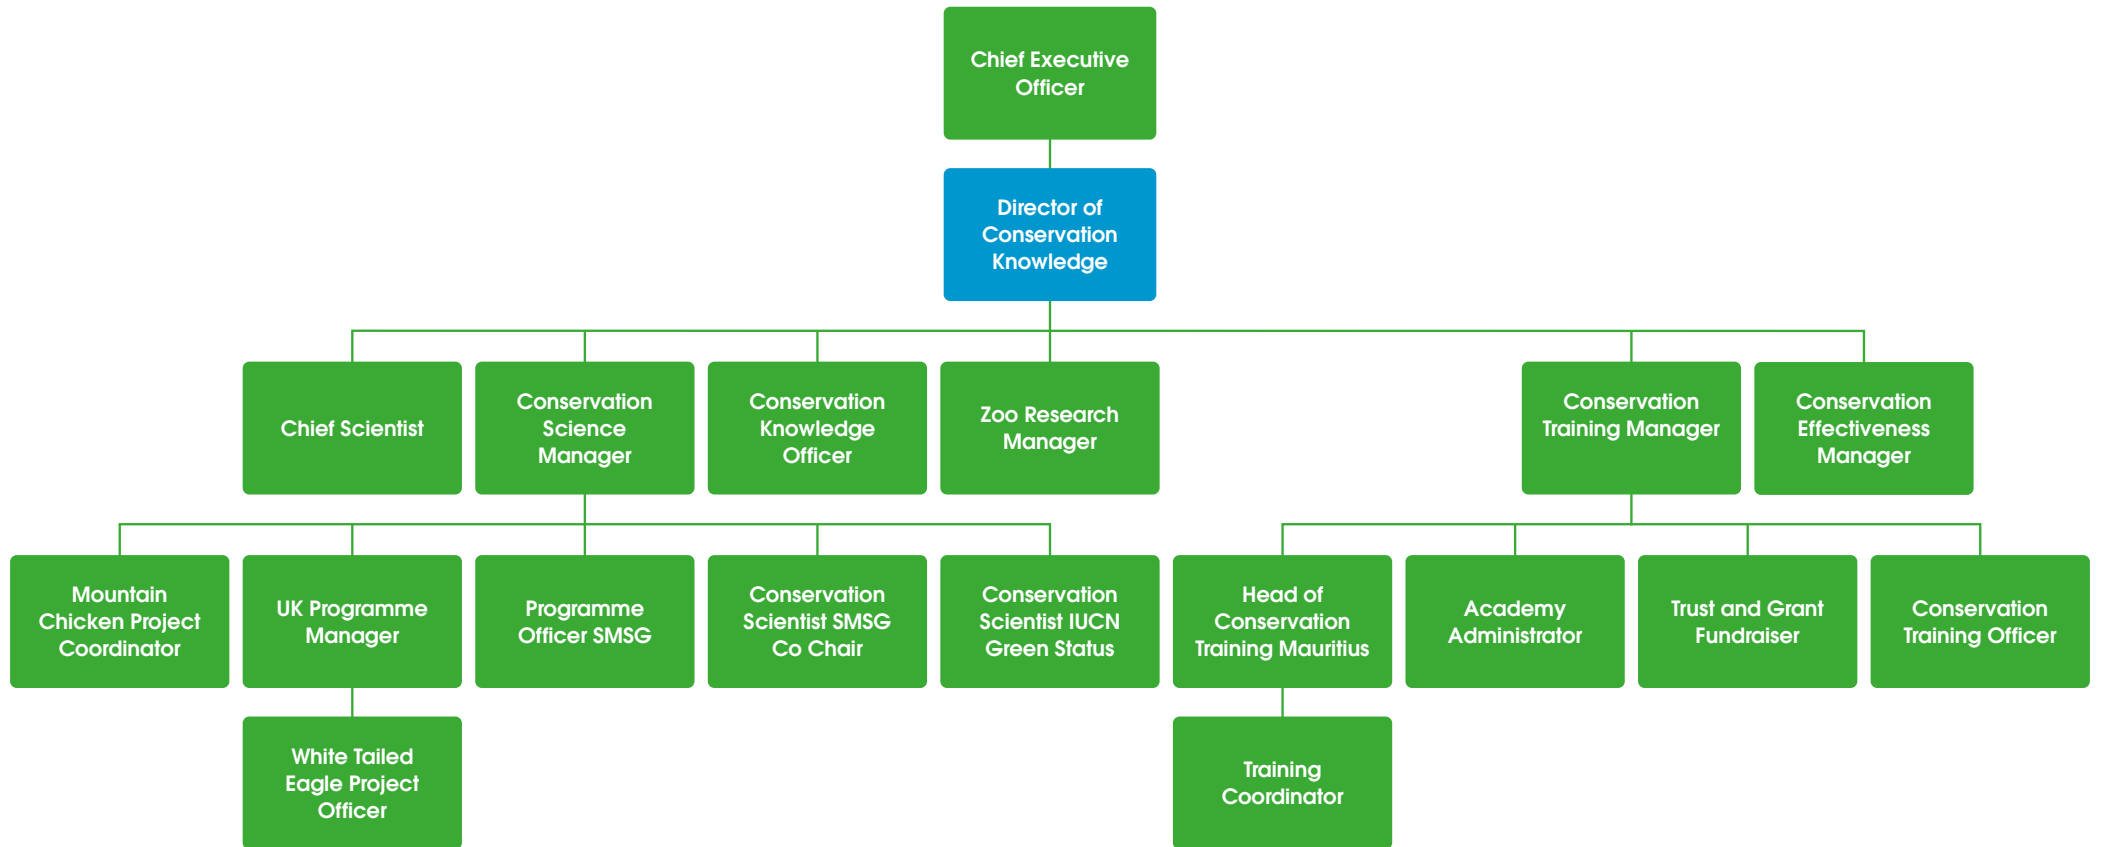 Chief Executive
Officer
Director of
Conservation
Knowledge
Chief Scientist
Conservation
Science
Manager
Conservation
Knowledge
Officer
Zoo Research
Manager
Conservation
Training Manager
Conservation
Effectiveness
Manager
Mountain
Chicken Project
Coordinator
UK Programme
Manager
Programme
Officer SMSG
Conservation
Scientist SMSG
Co Chair
Conservation
Scientist IUCN
Green Status
Head of
Conservation
Training Mauritius
Academy
Administrator
Trust and Grant
Fundraiser
Conservation
Training Officer
White Tailed
Eagle Project
Officer
Training
Coordinator